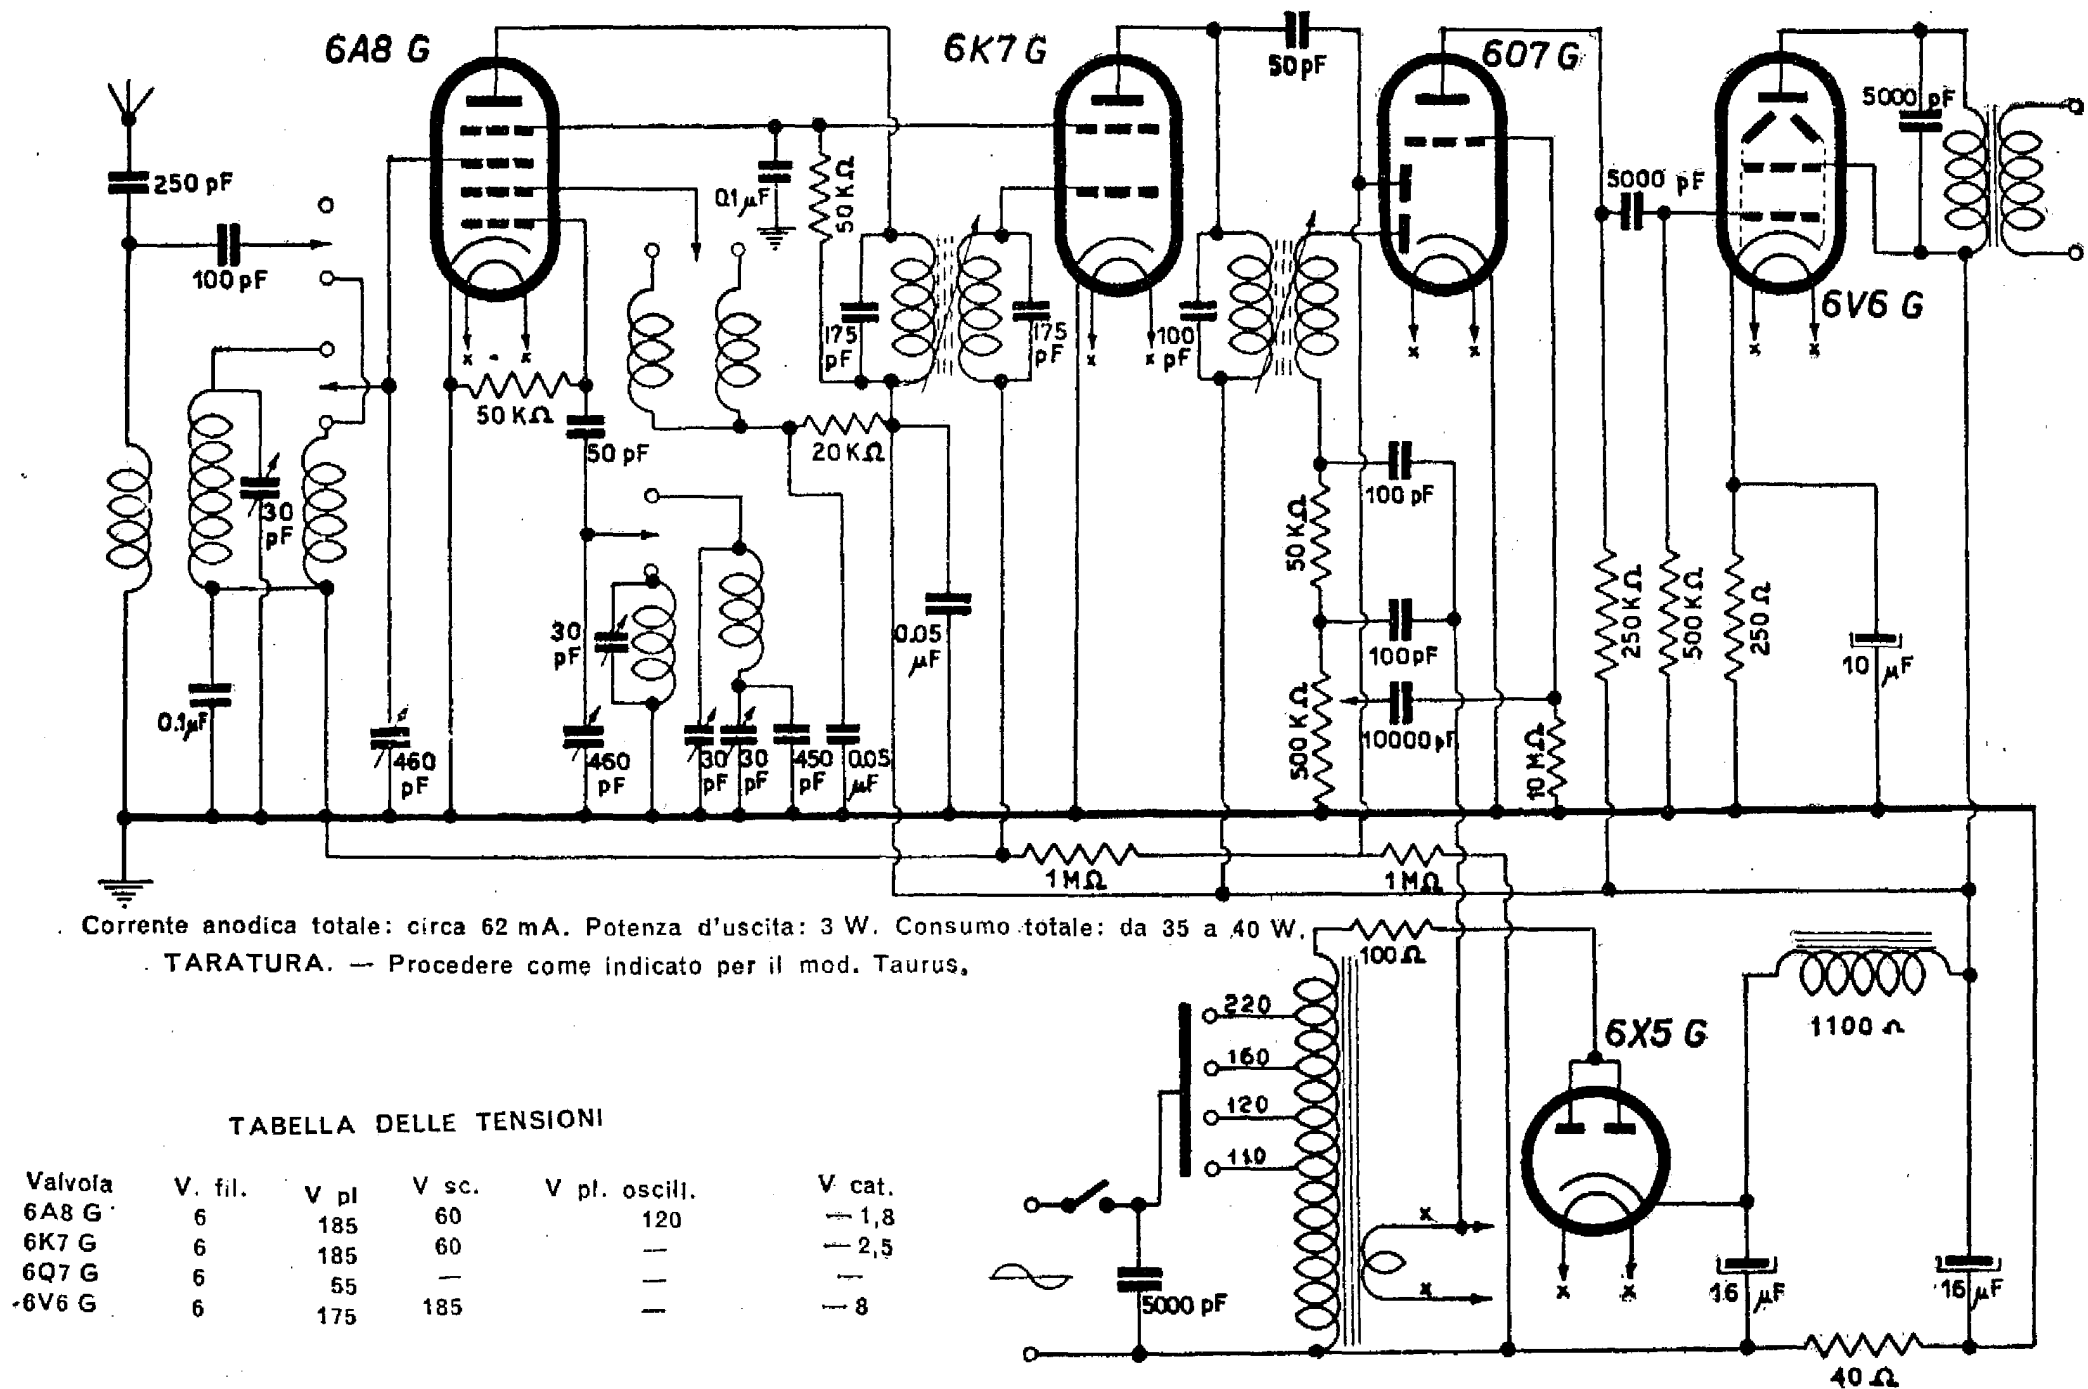 6A8 G
6K7 G
6Q7 G
6V6 G
250 pF
100 pF
0.1 µF
50 KΩ
50 pF
5000 pF
5000 pF
175 pF
175 pF
100 pF
50 KΩ
50 pF
20 KΩ
30 pF
100 pF
50 KΩ
30 pF
0.05 µF
100 pF
250 KΩ
500 KΩ
250 Ω
10 µF
0.1 µF
460 pF
460 pF
30 pF
30 pF
450 pF
0.05 µF
500 KΩ
10000 pF
10 MΩ
1 MΩ
1 MΩ
Corrente anodica totale: circa 62 mA. Potenza d'uscita: 3 W. Consumo totale: da 35 a 40 W.
TARATURA. — Procedere come indicato per il mod. Taurus.
100 Ω
220
160
120
110
6X5 G
1100 Ω
x x
5000 pF
16 µF
16 µF
40 Ω
TABELLA DELLE TENSIONI
Valvola V. fil. V pl V sc. V pl. oscill. V cat.
6A8 G 6 185 60 120 — 1,8
6K7 G 6 185 60 — — 2,5
6Q7 G 6 55 — — —
6V6 G 6 175 185 — — 8